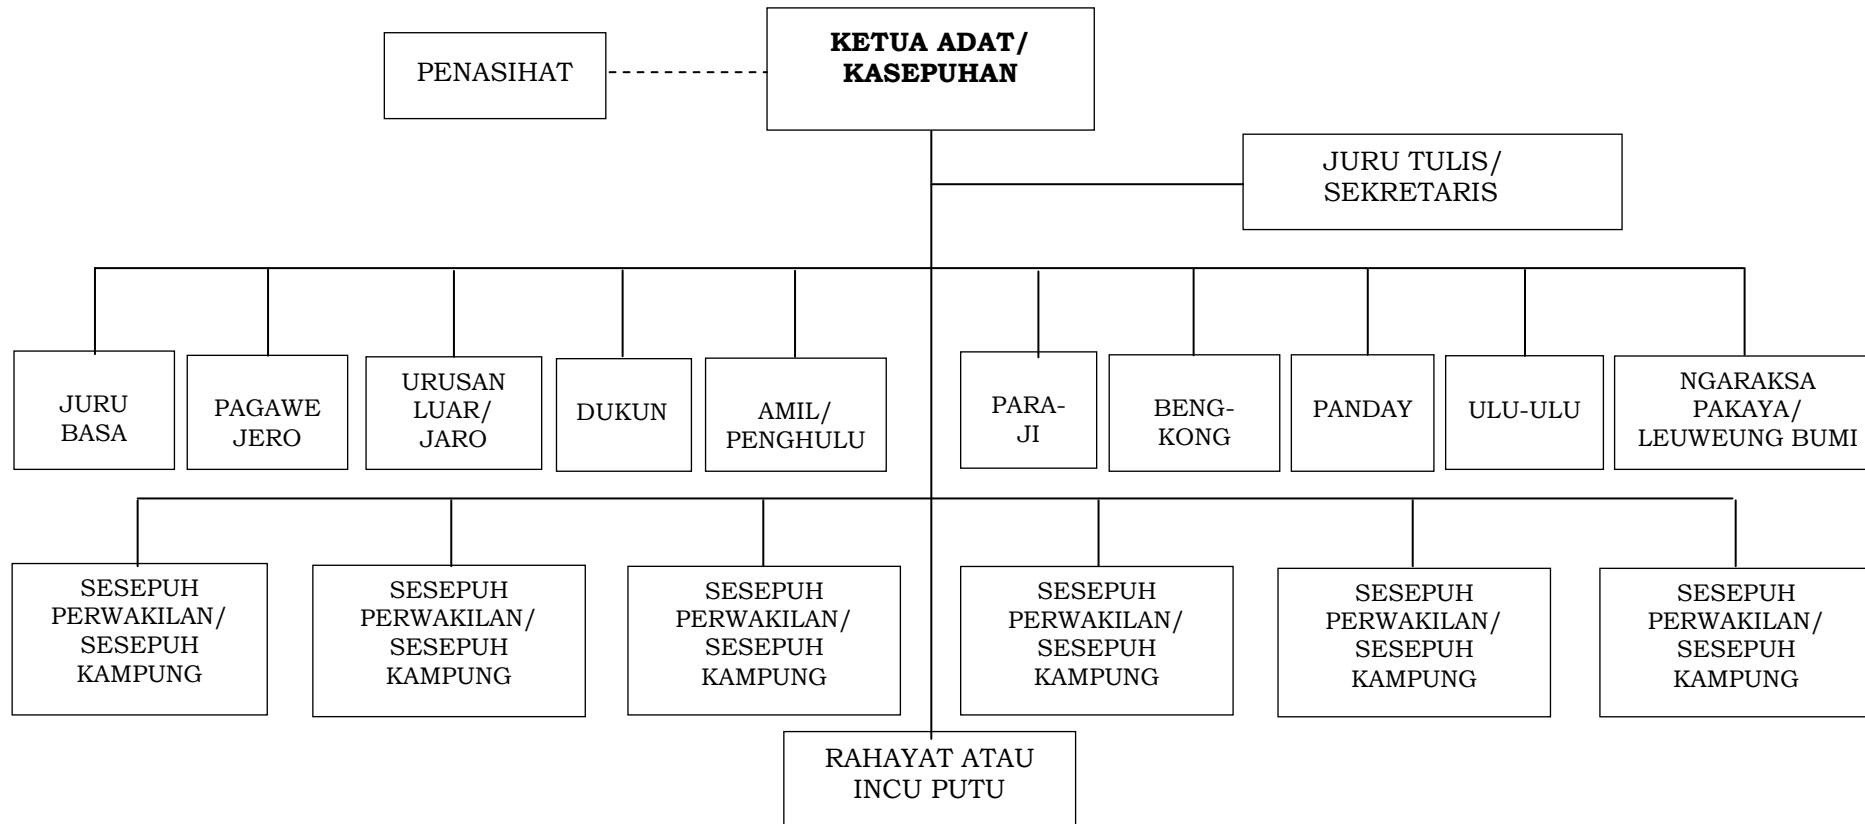 PENASIHAT
KETUA ADAT/
KASEPUHAN
JURU TULIS/
SEKRETARIS
JURU
BASA
PAGAWE
JERO
URUSAN
LUAR/
JARO
DUKUN
AMIL/
PENGHULU
PARA-
JI
BENG-
KONG
PANDAY
ULU-ULU
NGARAKSA
PAKAYA/
LEUWEUNG BUMI
SESEPUH
PERWAKILAN/
SESEPUH
KAMPUNG
SESEPUH
PERWAKILAN/
SESEPUH
KAMPUNG
SESEPUH
PERWAKILAN/
SESEPUH
KAMPUNG
SESEPUH
PERWAKILAN/
SESEPUH
KAMPUNG
SESEPUH
PERWAKILAN/
SESEPUH
KAMPUNG
SESEPUH
PERWAKILAN/
SESEPUH
KAMPUNG
RAHAYAT ATAU
INCU PUTU